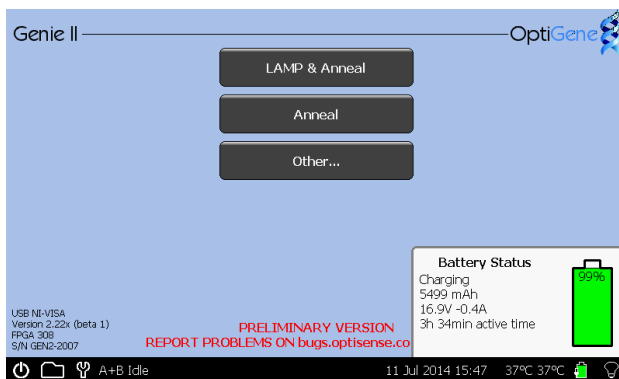 Genie II
OptiGene
LAMP & Anneal
Anneal
Other...
Battery Status
Charging
5499 mAh
16.9V -0.4A
3h 34min active time
99%
USB NI-VISA
Version 2.22x (beta 1)
FPGA 308
S/N GEN2-2007
PRELIMINARY VERSION
REPORT PROBLEMS ON bugs.optisense.co
A+B Idle
11 Jul 2014 15:47
37ºC 37ºC